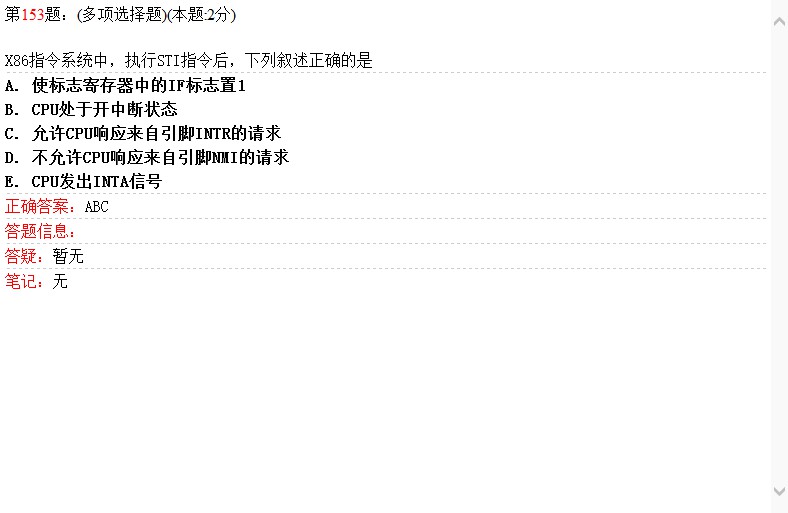 第153题：(多项选择题)(本题:2分)
X86指令系统中，执行STI指令后，下列叙述正确的是
A. 使标志寄存器中的IF标志置1
B. CPU处于开中断状态
C. 允许CPU响应来自引脚INTR的请求
D. 不允许CPU响应来自引脚NMI的请求
E. CPU发出INTA信号
正确答案：ABC
答题信息：
答疑：暂无
笔记：无